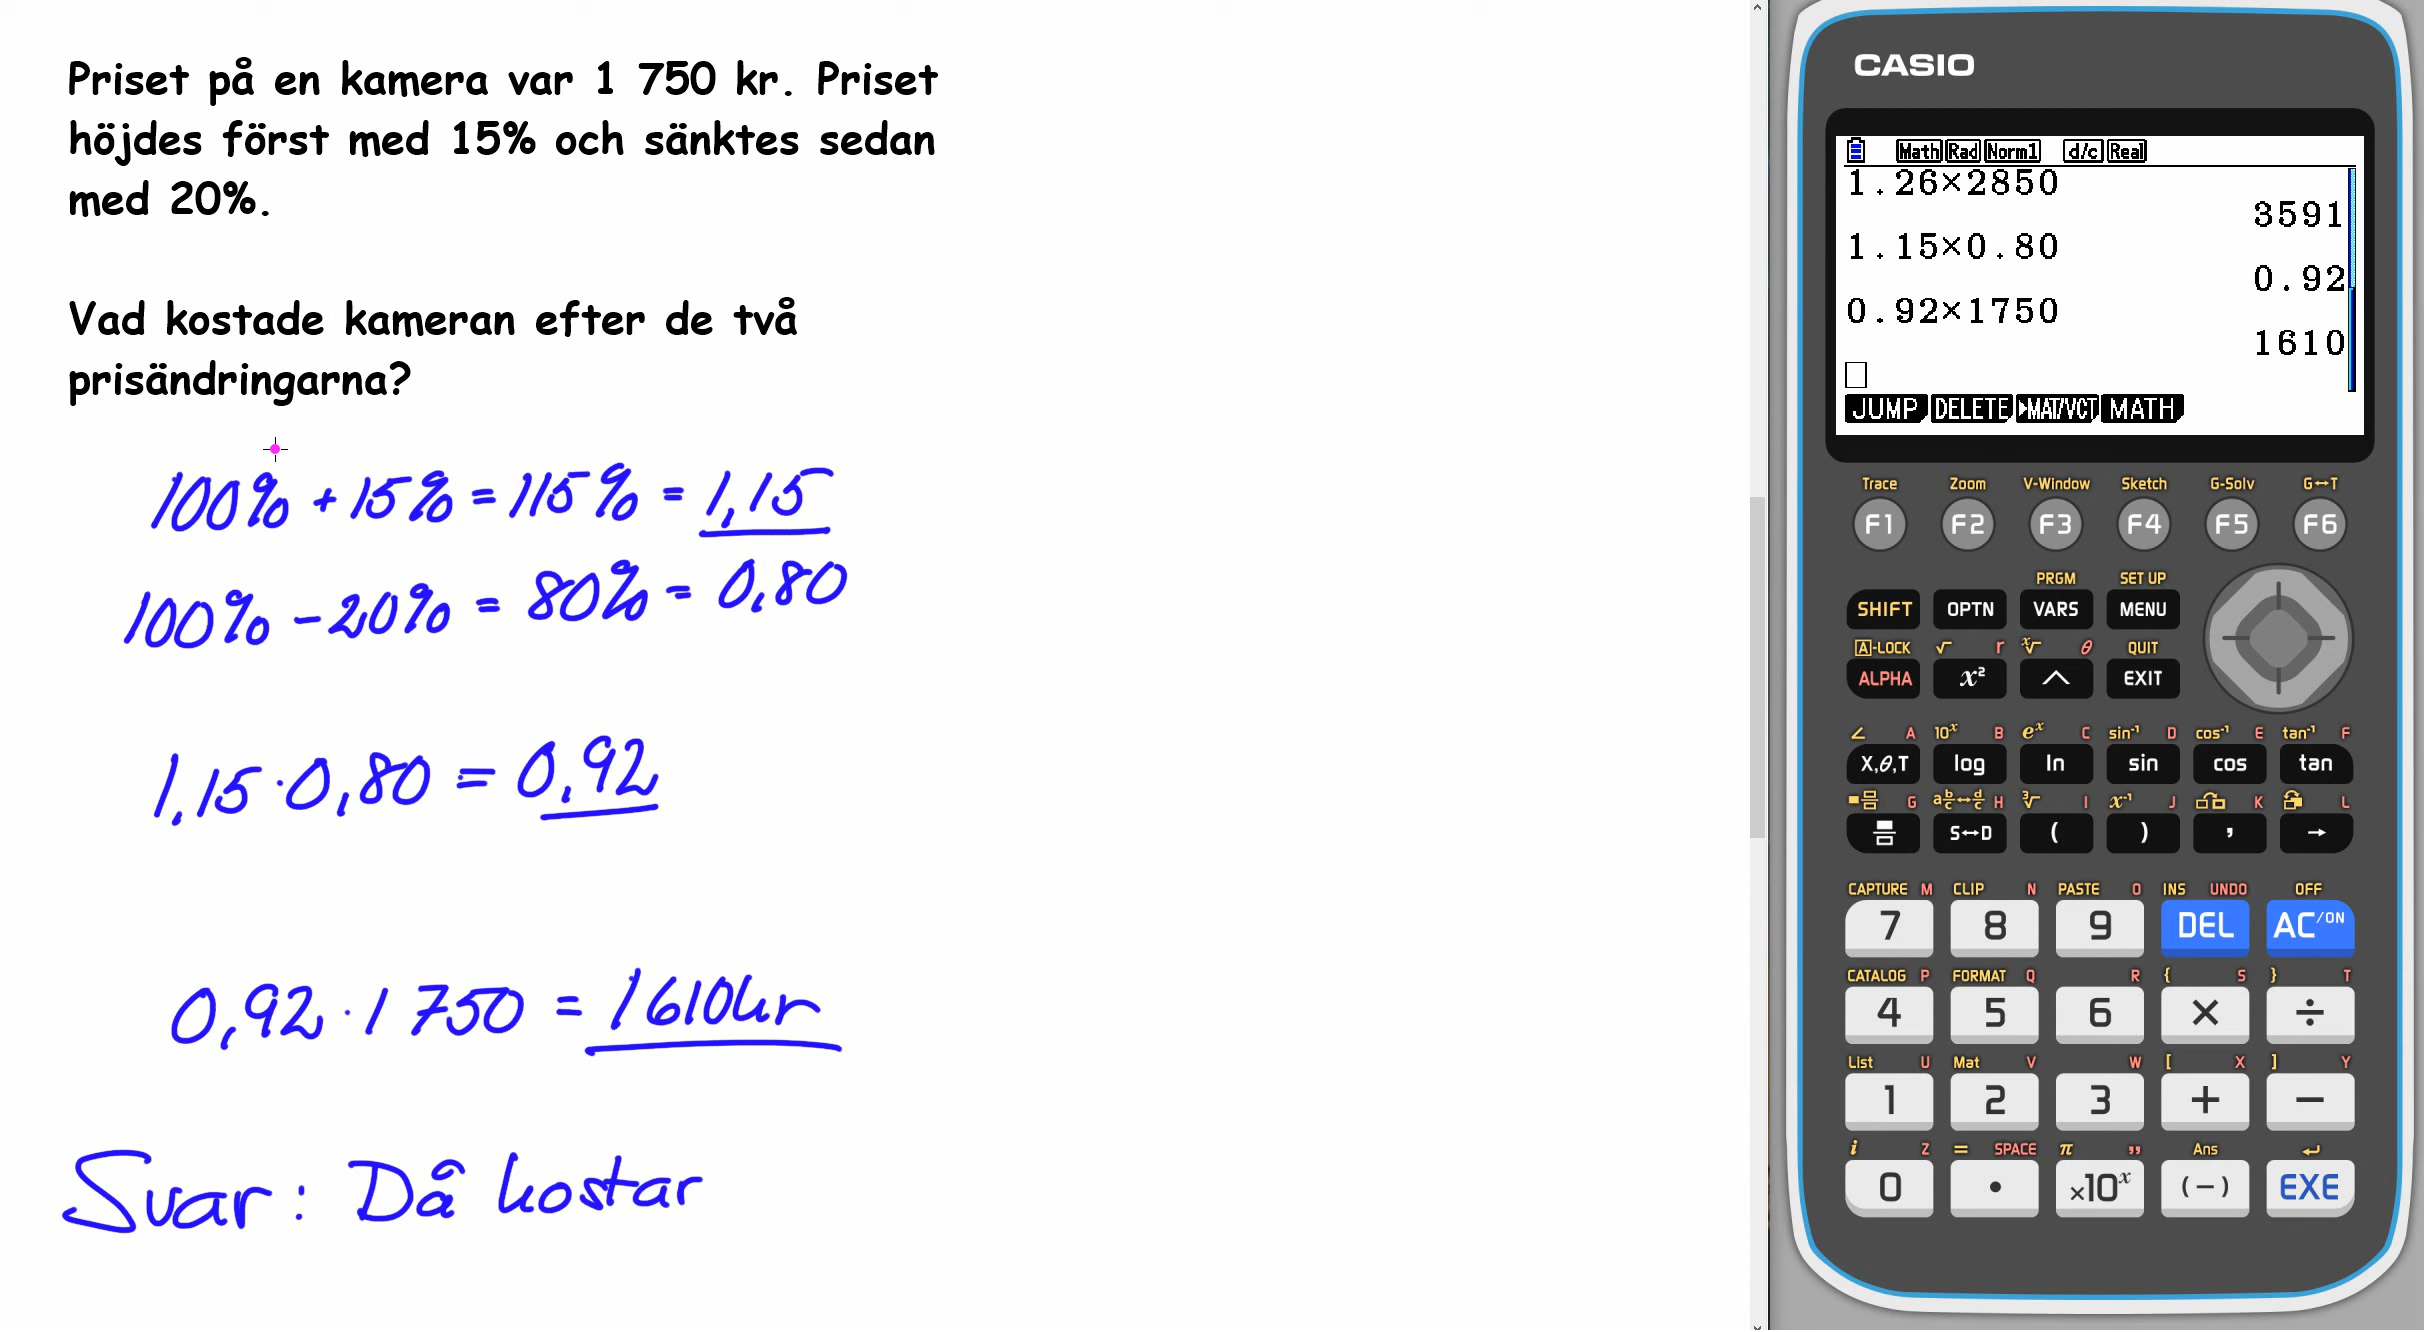 Priset på en kamera var 1 750 kr. Priset
höjdes först med 15% och sänktes sedan
med 20%.
Vad kostade kameran efter de två
prisändringarna?
100% + 15% = 115% = 1,15
100% - 20% = 80% = 0,80
1,15 · 0,80 = 0,92
0,92 · 1 750 = 1610kr
Svar: Då kostar
CASIO
Math Rad Norm1 d/c Real
1.26×2850
3591
1.15×0.80
0.92
0.92×1750
1610
JUMP DELETE ▶MAT/VCT MATH
Trace Zoom V-Window Sketch G-Solv G↔T
F1 F2 F3 F4 F5 F6
PRGM SET UP
SHIFT OPTN VARS MENU
A-LOCK √ r ˣ√ θ QUIT
ALPHA x² ^ EXIT
∠ A 10ˣ B eˣ C sin⁻¹ D cos⁻¹ E tan⁻¹ F
X,θ,T log ln sin cos tan
G a b/c↔d/c H ³√ I x⁻¹ J K L
S↔D ( ) , →
CAPTURE M CLIP N PASTE O INS UNDO OFF
7 8 9 DEL AC/ON
CATALOG P FORMAT Q R { S } T
4 5 6 × ÷
List U Mat V W [ X ] Y
1 2 3 + −
i Z = SPACE π " Ans ↵
0 • ×10ˣ (−) EXE